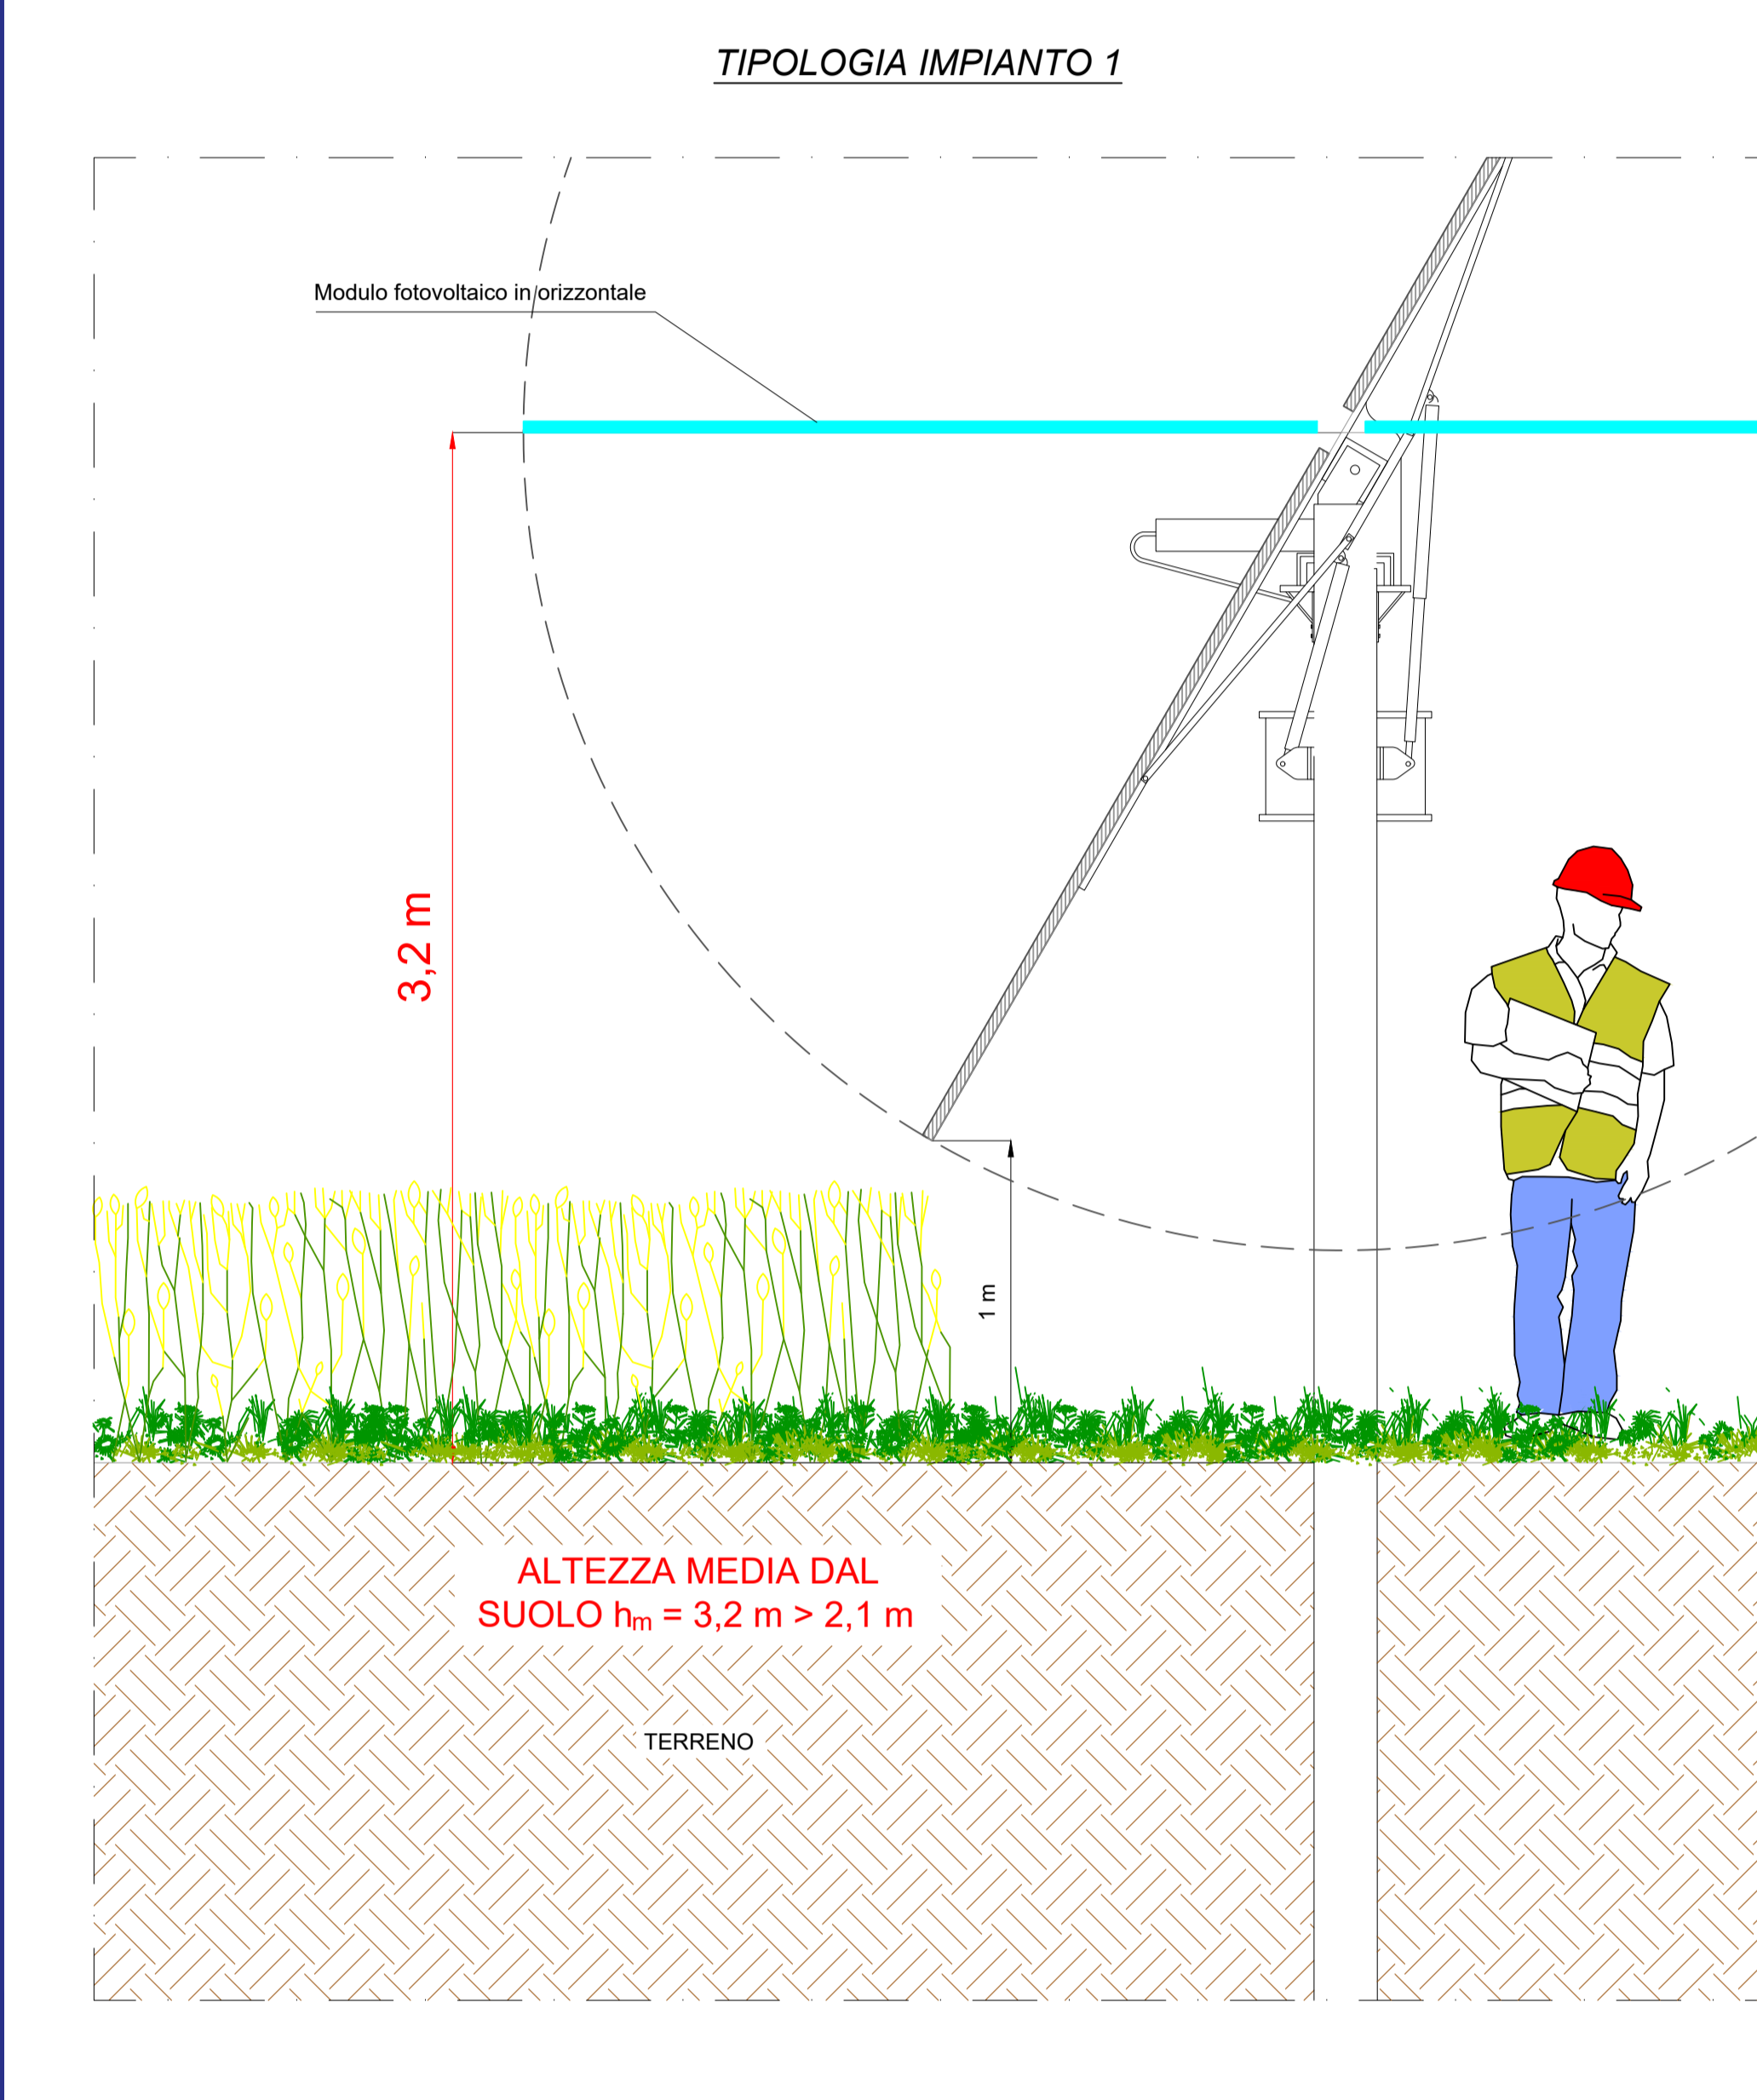 TIPOLOGIA IMPIANTO 1
Modulo fotovoltaico in orizzontale
3,2 m
1 m
ALTEZZA MEDIA DAL
SUOLO hm = 3,2 m > 2,1 m
TERRENO